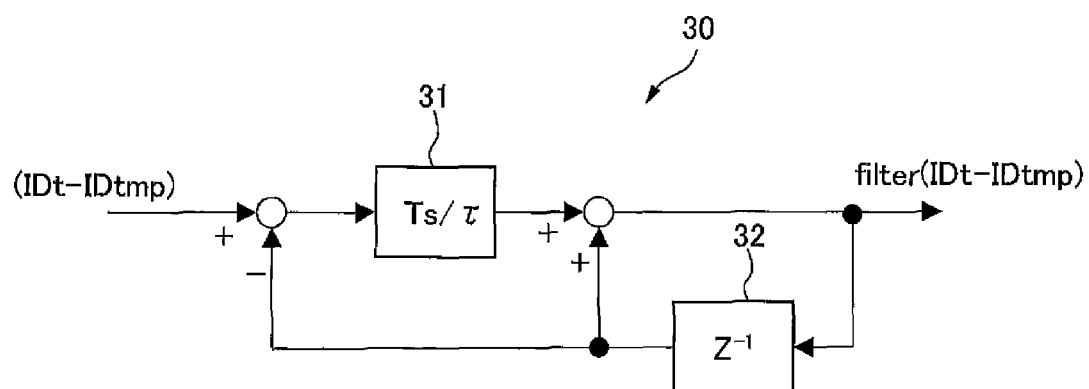 30
31
(IDt-IDtmp)
Ts/τ
filter(IDt-IDtmp)
+
+
+
−
32
Z⁻¹